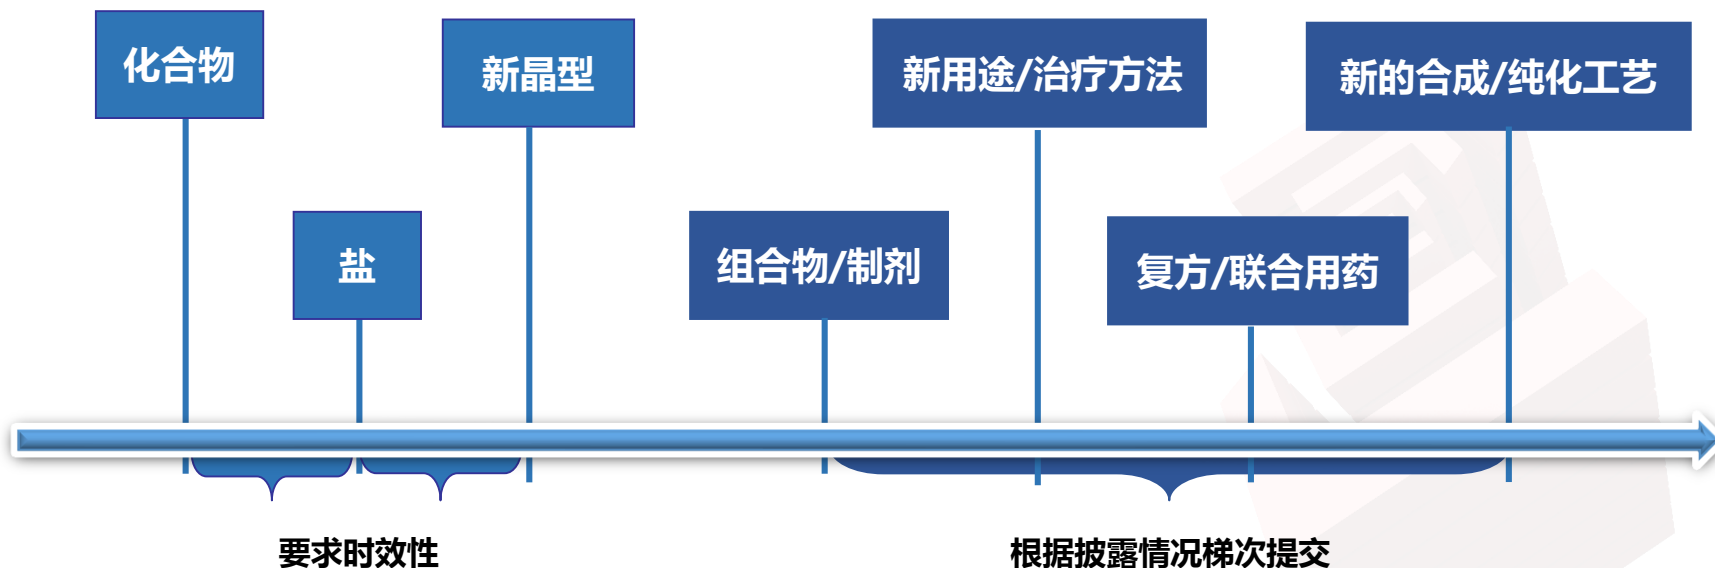 化合物
新晶型
新用途/治疗方法
新的合成/纯化工艺
盐
组合物/制剂
复方/联合用药
要求时效性
根据披露情况梯次提交